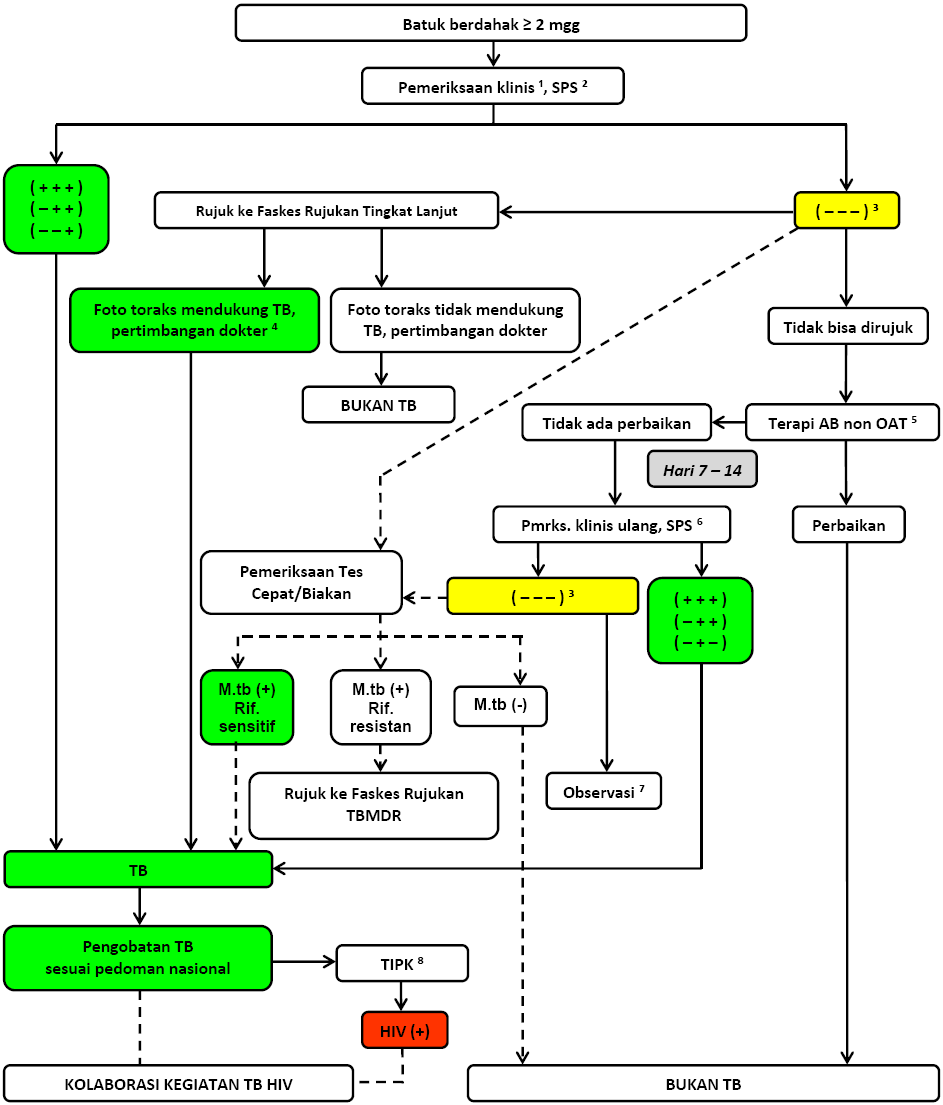 Batuk berdahak ≥ 2 mgg
Pemeriksaan klinis ¹, SPS ²
( + + + )
( – + + )
( – – + )
Rujuk ke Faskes Rujukan Tingkat Lanjut
( – – – ) ³
Foto toraks mendukung TB,
pertimbangan dokter ⁴
Foto toraks tidak mendukung
TB, pertimbangan dokter
Tidak bisa dirujuk
BUKAN TB
Tidak ada perbaikan
Terapi AB non OAT ⁵
Hari 7 – 14
Pmrks. klinis ulang, SPS ⁶
Perbaikan
Pemeriksaan Tes
Cepat/Biakan
( – – – ) ³
( + + + )
( – + + )
( – + – )
M.tb (+)
Rif.
sensitif
M.tb (+)
Rif.
resistan
M.tb (-)
Rujuk ke Faskes Rujukan
TBMDR
Observasi ⁷
TB
Pengobatan TB
sesuai pedoman nasional
TIPK ⁸
HIV (+)
KOLABORASI KEGIATAN TB HIV
BUKAN TB